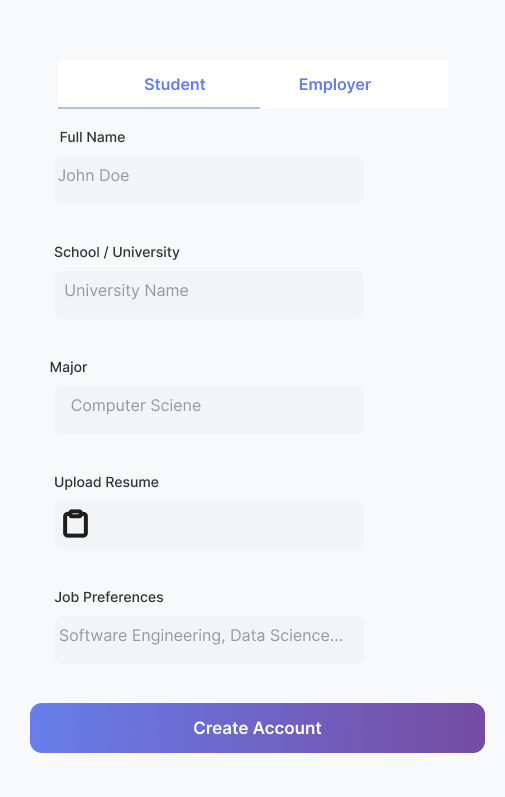 Student Employer
Full Name
John Doe
School / University
University Name
Major
Computer Sciene
Upload Resume
Job Preferences
Software Engineering, Data Science...
Create Account